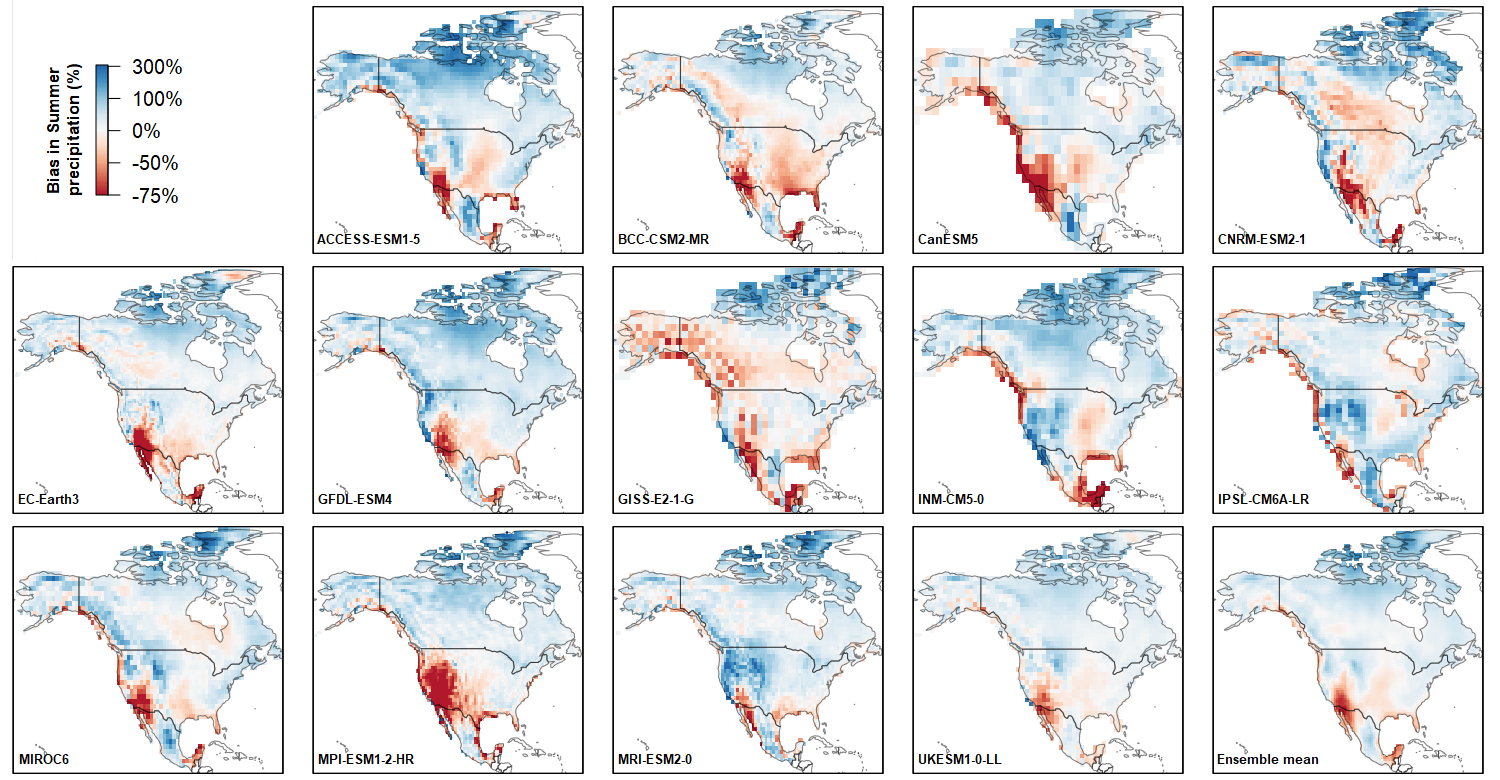 Bias in Summer
precipitation (%)
300%
100%
0%
-50%
-75%
ACCESS-ESM1-5
BCC-CSM2-MR
CanESM5
CNRM-ESM2-1
EC-Earth3
GFDL-ESM4
GISS-E2-1-G
INM-CM5-0
IPSL-CM6A-LR
MIROC6
MPI-ESM1-2-HR
MRI-ESM2-0
UKESM1-0-LL
Ensemble mean